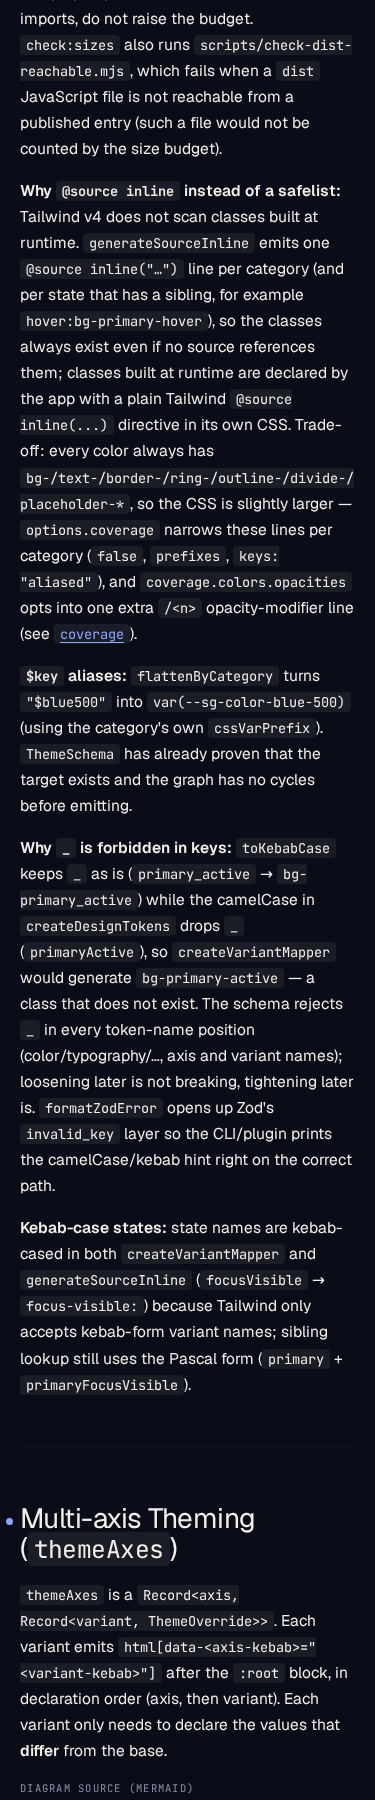 imports, do not raise the budget.
check:sizes also runs scripts/check-dist-
reachable.mjs, which fails when a dist
JavaScript file is not reachable from a
published entry (such a file would not be
counted by the size budget).
Why @source inline instead of a safelist:
Tailwind v4 does not scan classes built at
runtime. generateSourceInline emits one
@source inline("…") line per category (and
per state that has a sibling, for example
hover:bg-primary-hover), so the classes
always exist even if no source references
them; classes built at runtime are declared by
the app with a plain Tailwind @source
inline(...) directive in its own CSS. Trade-
off: every color always has
bg-/text-/border-/ring-/outline-/divide-/
placeholder-*, so the CSS is slightly larger —
options.coverage narrows these lines per
category (false, prefixes, keys:
"aliased"), and coverage.colors.opacities
opts into one extra /<n> opacity-modifier line
(see coverage).
$key aliases: flattenByCategory turns
"$blue500" into var(--sg-color-blue-500)
(using the category's own cssVarPrefix).
ThemeSchema has already proven that the
target exists and the graph has no cycles
before emitting.
Why _ is forbidden in keys: toKebabCase
keeps _ as is (primary_active → bg-
primary_active) while the camelCase in
createDesignTokens drops _
(primaryActive), so createVariantMapper
would generate bg-primary-active — a
class that does not exist. The schema rejects
_ in every token-name position
(color/typography/…, axis and variant names);
loosening later is not breaking, tightening later
is. formatZodError opens up Zod's
invalid_key layer so the CLI/plugin prints
the camelCase/kebab hint right on the correct
path.
Kebab-case states: state names are kebab-
cased in both createVariantMapper and
generateSourceInline (focusVisible →
focus-visible:) because Tailwind only
accepts kebab-form variant names; sibling
lookup still uses the Pascal form (primary +
primaryFocusVisible).
Multi-axis Theming
(themeAxes)
themeAxes is a Record<axis,
Record<variant, ThemeOverride>>. Each
variant emits html[data-<axis-kebab>="
<variant-kebab>"] after the :root block, in
declaration order (axis, then variant). Each
variant only needs to declare the values that
differ from the base.
DIAGRAM SOURCE (MERMAID)